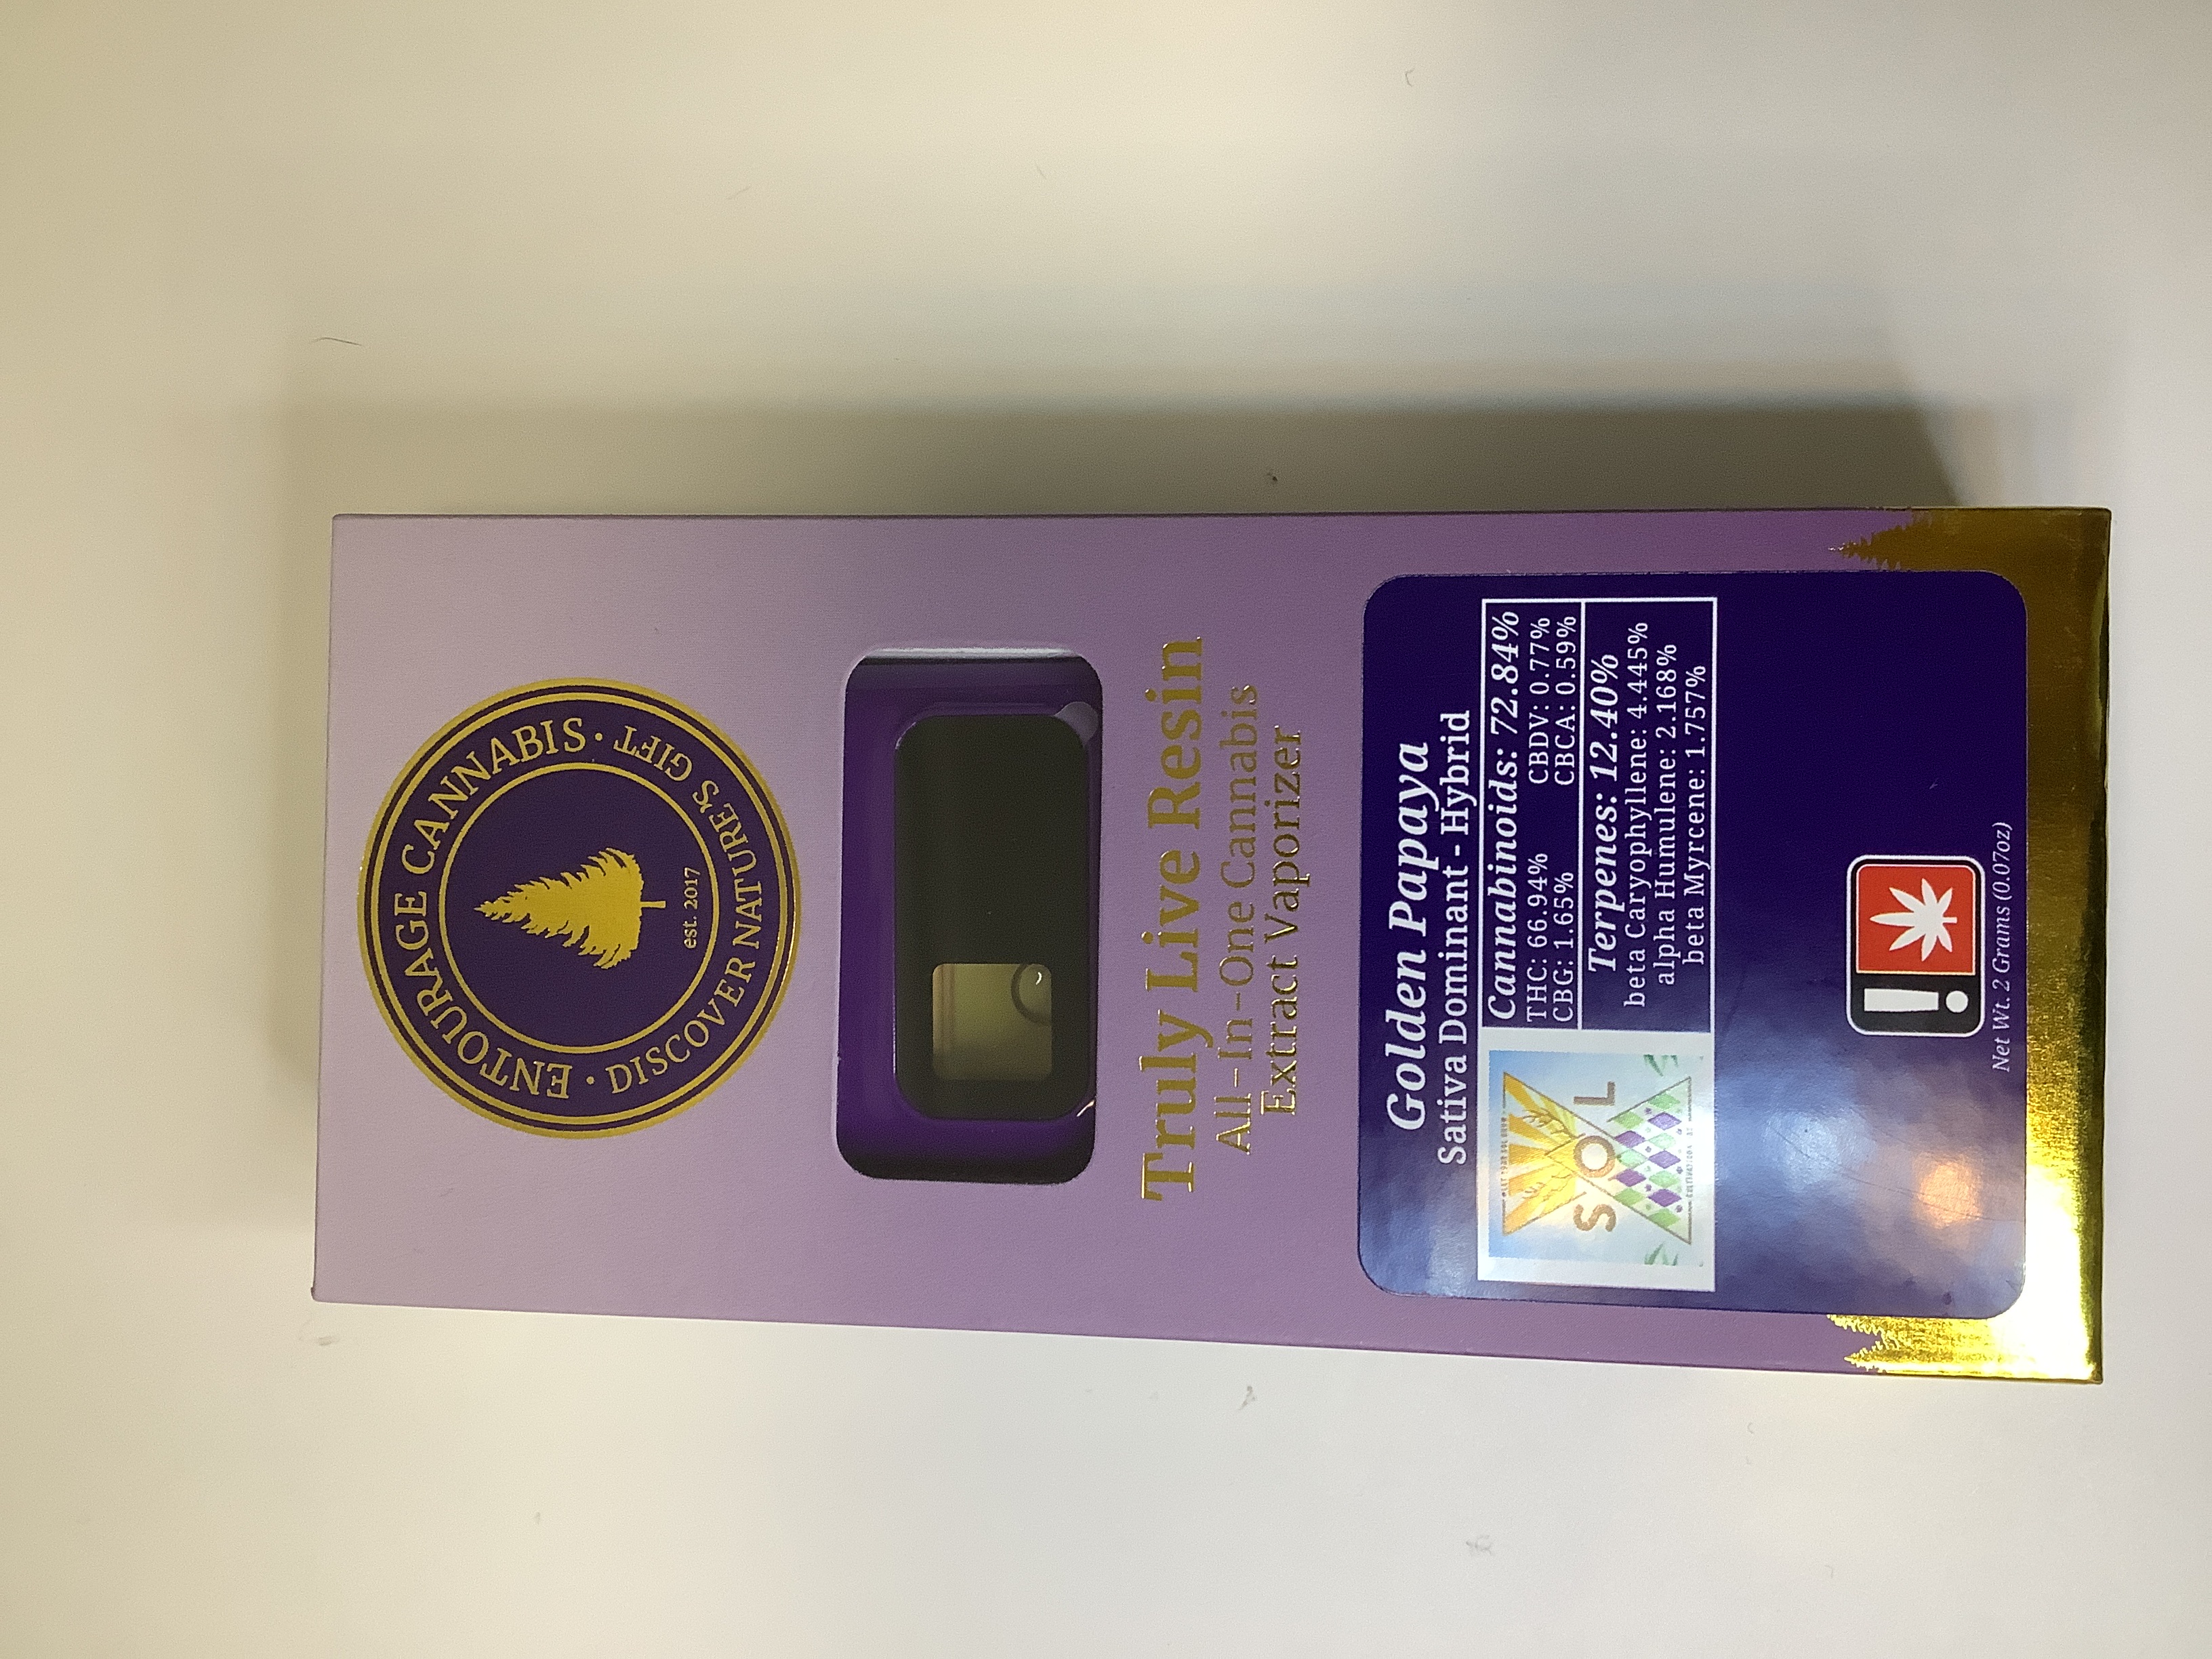 ENTOURAGE CANNABIS · DISCOVER NATURE'S GIFT ·
est. 2017
Truly Live Resin
All-In-One Cannabis
Extract Vaporizer
Golden Papaya
Sativa Dominant - Hybrid
SOL
Cannabinoids: 72.84%
THC: 66.94% CBDV: 0.77%
CBG: 1.65% CBCA: 0.59%
Terpenes: 12.40%
beta Caryophyllene: 4.445%
alpha Humulene: 2.168%
beta Myrcene: 1.757%
!
Net Wt. 2 Grams (0.07oz)